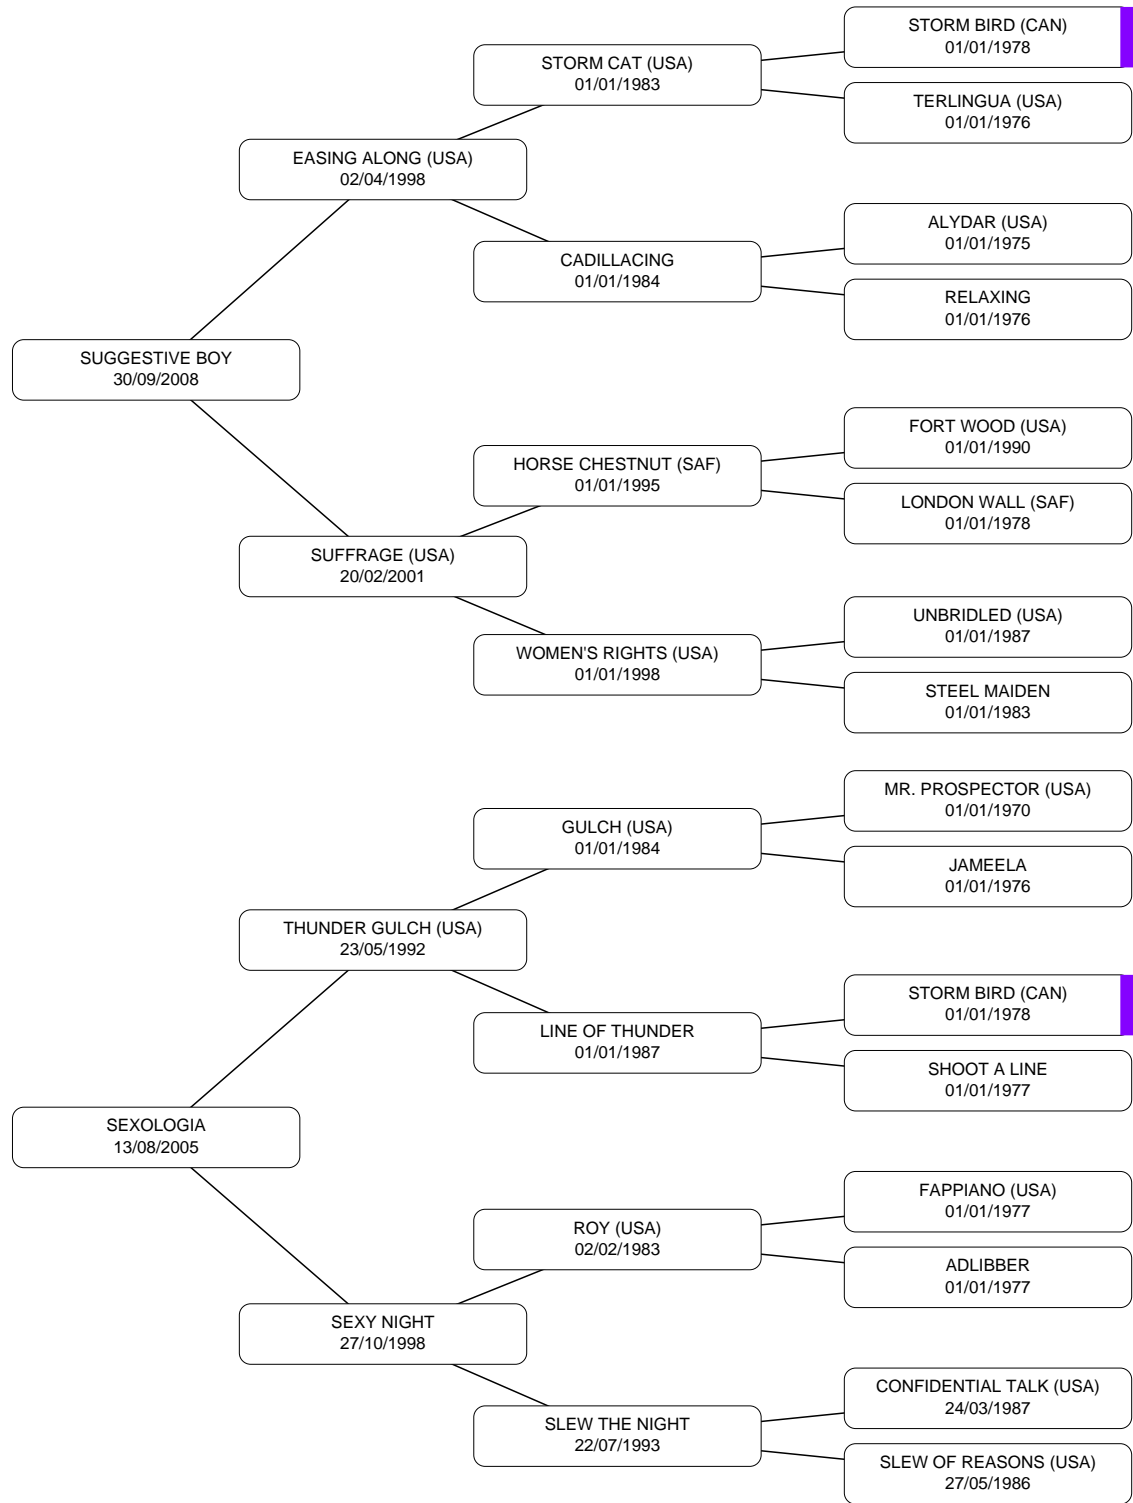 STORM BIRD (CAN)
01/01/1978
STORM CAT (USA)
01/01/1983
TERLINGUA (USA)
01/01/1976
EASING ALONG (USA)
02/04/1998
ALYDAR (USA)
01/01/1975
CADILLACING
01/01/1984
RELAXING
01/01/1976
SUGGESTIVE BOY
30/09/2008
FORT WOOD (USA)
01/01/1990
HORSE CHESTNUT (SAF)
01/01/1995
LONDON WALL (SAF)
01/01/1978
SUFFRAGE (USA)
20/02/2001
UNBRIDLED (USA)
01/01/1987
WOMEN'S RIGHTS (USA)
01/01/1998
STEEL MAIDEN
01/01/1983
MR. PROSPECTOR (USA)
01/01/1970
GULCH (USA)
01/01/1984
JAMEELA
01/01/1976
THUNDER GULCH (USA)
23/05/1992
STORM BIRD (CAN)
01/01/1978
LINE OF THUNDER
01/01/1987
SHOOT A LINE
01/01/1977
SEXOLOGIA
13/08/2005
FAPPIANO (USA)
01/01/1977
ROY (USA)
02/02/1983
ADLIBBER
01/01/1977
SEXY NIGHT
27/10/1998
CONFIDENTIAL TALK (USA)
24/03/1987
SLEW THE NIGHT
22/07/1993
SLEW OF REASONS (USA)
27/05/1986